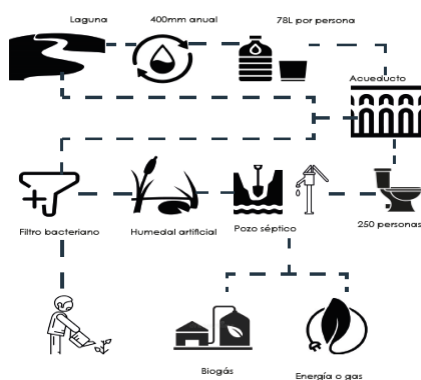 Laguna
400mm anual
78L por persona
Acueducto
Filtro bacteriano
Humedal artificial
Pozo séptico
250 personas
Biogás
Energía o gas